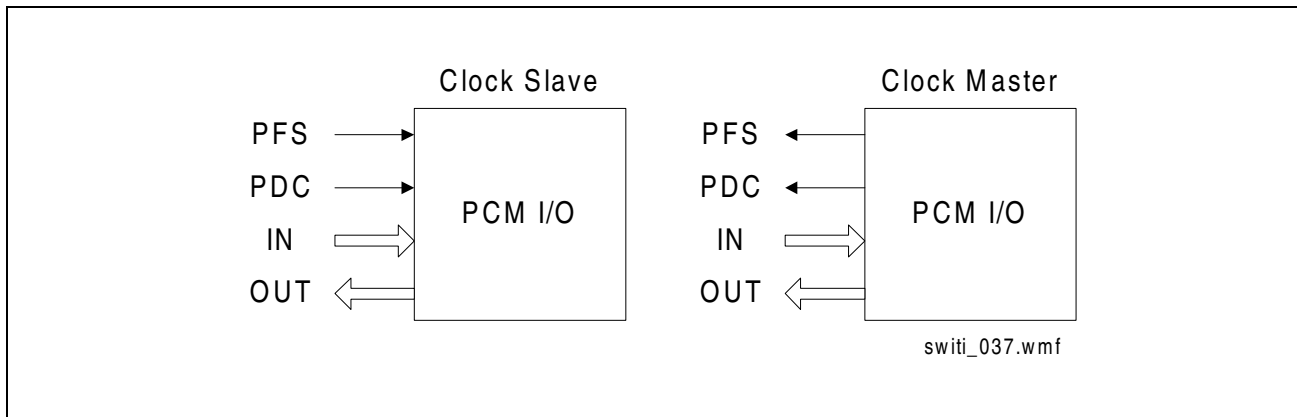 Clock Slave
PFS
PDC
IN
OUT
PCM I/O
Clock Master
PFS
PDC
IN
OUT
PCM I/O
switi_037.wmf